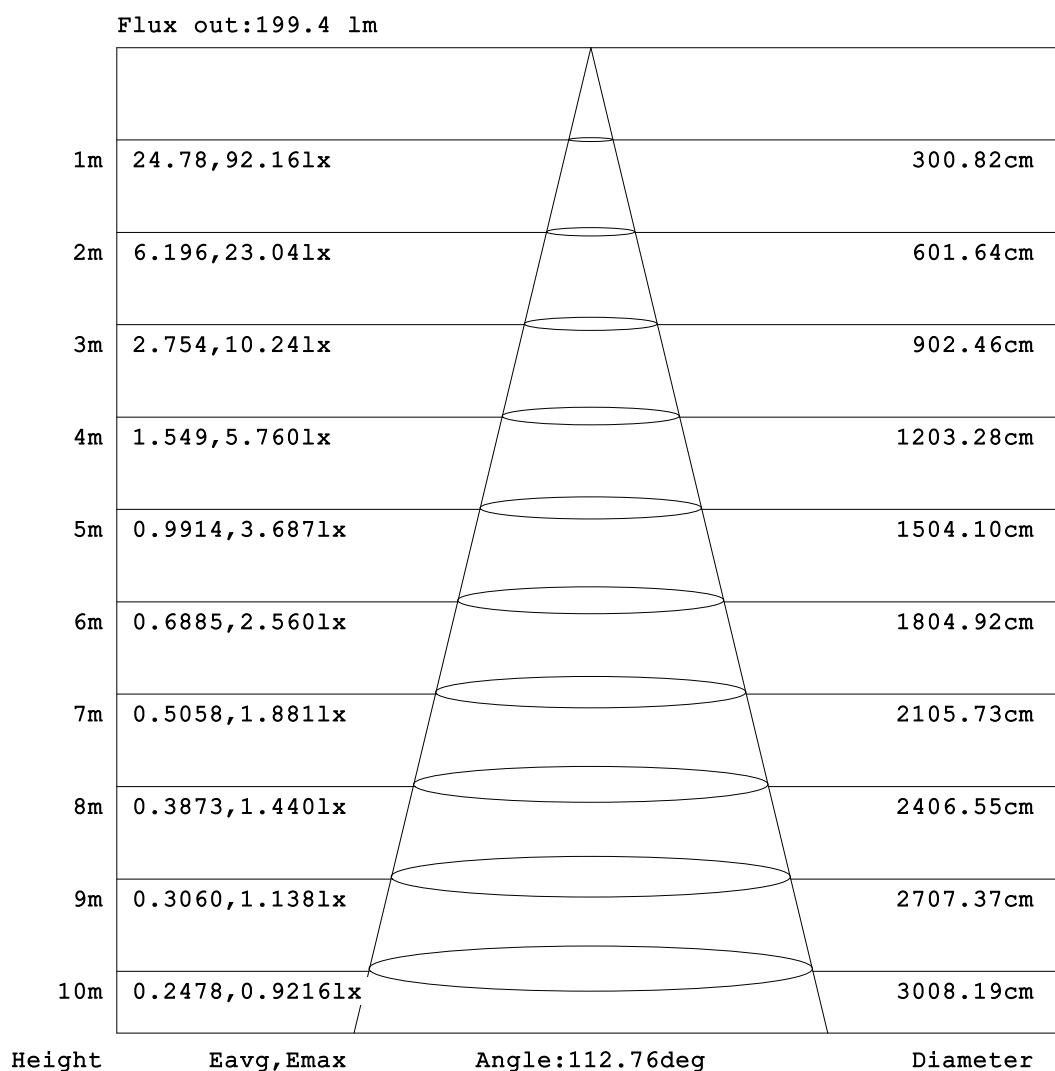 Flux out:199.4 lm
1m 24.78,92.16lx 300.82cm
2m 6.196,23.04lx 601.64cm
3m 2.754,10.24lx 902.46cm
4m 1.549,5.760lx 1203.28cm
5m 0.9914,3.687lx 1504.10cm
6m 0.6885,2.560lx 1804.92cm
7m 0.5058,1.881lx 2105.73cm
8m 0.3873,1.440lx 2406.55cm
9m 0.3060,1.138lx 2707.37cm
10m 0.2478,0.9216lx 3008.19cm
Height Eavg,Emax Angle:112.76deg Diameter